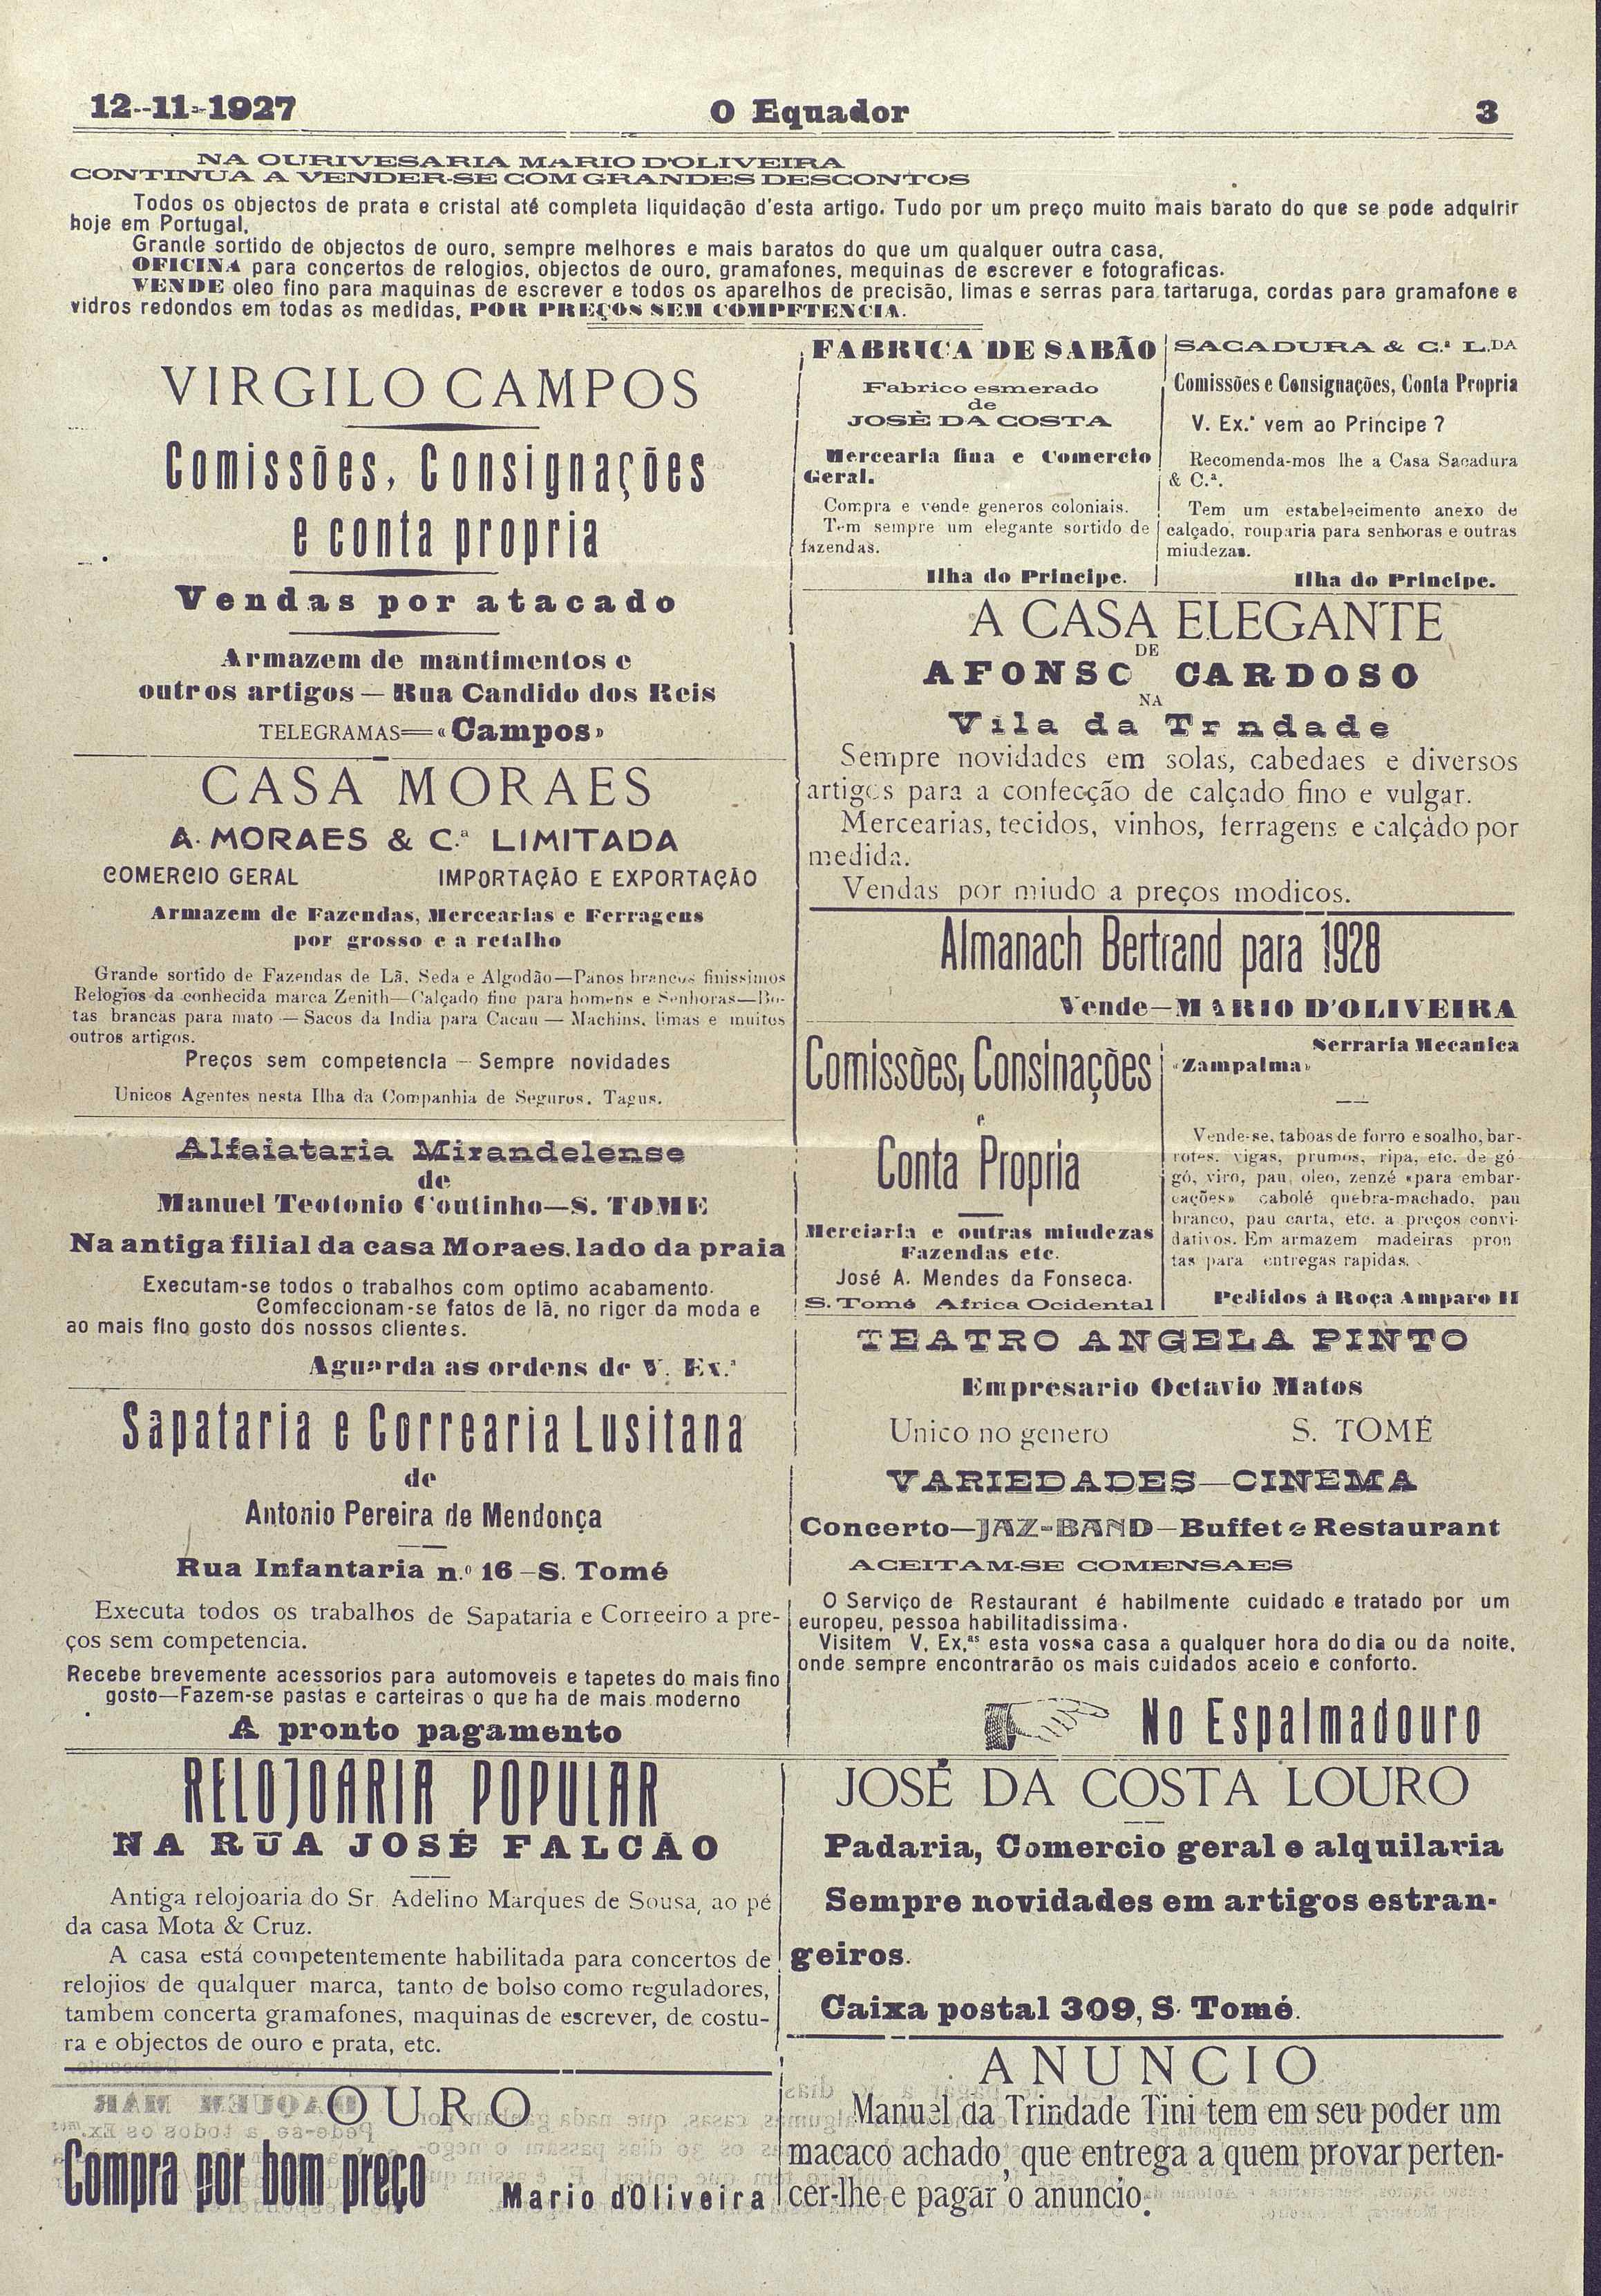 12--11--1927
O Equador
3
NA OURIVESARIA MARIO D'OLIVEIRA
CONTINUA A VENDER-SE COM GRANDES DESCONTOS
Todos os objectos de prata e cristal até completa liquidação d'esta artigo. Tudo por um preço muito mais barato do que se pode adquirir
hoje em Portugal,
Grande sortido de objectos de ouro, sempre melhores e mais baratos do que um qualquer outra casa,
OFICINA para concertos de relogios, objectos de ouro, gramafones, mequinas de escrever e fotograficas.
VENDE oleo fino para maquinas de escrever e todos os aparelhos de precisão, limas e serras para tartaruga, cordas para gramafone e
vidros redondos em todas as medidas, POR PREÇOS SEM COMPETENCIA.
VIRGILO CAMPOS
Comissões, Consignações
e conta propria
Vendas por atacado
Armazem de mantimentos e
outros artigos — Rua Candido dos Reis
TELEGRAMAS=«Campos»
CASA MORAES
A. MORAES & C.ª LIMITADA
COMERCIO GERAL IMPORTAÇÃO E EXPORTAÇÃO
Armazem de Fazendas, Mercearias e Ferragens
por grosso e a retalho
Grande sortido de Fazendas de Lã, Seda e Algodão—Panos brancos finissimos
Relogios da conhecida marca Zenith—Calçado fino para homens e Senhoras—Bo-
tas brancas para mato — Sacos da India para Cacau — Machins, limas e muitos
outros artigos.
Preços sem competencia — Sempre novidades
Unicos Agentes nesta Ilha da Companhia de Seguros, Tagus.
Alfaiataria Mirandelense
de
Manuel Teotonio Coutinho—S. TOME
Na antiga filial da casa Moraes, lado da praia
Executam-se todos o trabalhos com optimo acabamento.
Comfeccionam-se fatos de lã, no rigor da moda e
ao mais fino gosto dos nossos clientes.
Aguarda as ordens de V. Ex.ª
Sapataria e Correaria Lusitana
de
Antonio Pereira de Mendonça
Rua Infantaria n.º 16—S. Tomé
Executa todos os trabalhos de Sapataria e Correeiro a pre-
ços sem competencia.
Recebe brevemente acessorios para automoveis e tapetes do mais fino
gosto—Fazem-se pastas e carteiras o que ha de mais moderno
A pronto pagamento
RELOJOARIA POPULAR
NA RUA JOSÉ FALCÃO
Antiga relojoaria do Sr. Adelino Marques de Sousa, ao pé
da casa Mota & Cruz.
A casa está competentemente habilitada para concertos de
relojios de qualquer marca, tanto de bolso como reguladores,
tambem concerta gramafones, maquinas de escrever, de costu-
ra e objectos de ouro e prata, etc.
OURO
Compra por bom preço
Mario d'Oliveira
FABRICA DE SABÃO
Fabrico esmerado
de
JOSÈ DA COSTA
Mercearia fina e Comercio
Geral.
Compra e vende generos coloniais.
Tem sempre um elegante sortido de
fazendas.
Ilha do Principe.
SACADURA & C.ª L.DA
Comissões e Consignações, Conta Propria
V. Ex.ª vem ao Principe ?
Recomenda-mos lhe a Casa Sacadura
& C.ª.
Tem um estabelecimento anexo de
calçado, rouparia para senhoras e outras
miudezas.
Ilha do Principe.
A CASA ELEGANTE
DE
AFONSO CARDOSO
NA
Vila da Tr ndade
Sempre novidades em solas, cabedaes e diversos
artigos para a confecção de calçado fino e vulgar.
Mercearias, tecidos, vinhos, ferragens e calçàdo por
medida.
Vendas por miudo a preços modicos.
Almanach Bertrand para 1928
Vende—MARIO D'OLIVEIRA
Comissões, Consinações
e
Conta Propria
Merciaria e outras miudezas
Fazendas etc.
José A. Mendes da Fonseca.
S. Tomé Africa Ocidental
Serraria Mecanica
«Zampalma»
Vende-se, taboas de forro e soalho, bar-
rotes, vigas, prumos, ripa, etc. de gó-
gó, viro, pau, oleo, zenzé «para embar-
cações» cabolé quebra-machado, pau
branco, pau carta, etc. a preços convi-
dativos. Em armazem madeiras pron
tas para entregas rapidas.
Pedidos á Roça Amparo II
TEATRO ANGELA PINTO
Empresario Octavio Matos
Unico no genero S. TOMÉ
VARIEDADES—CINEMA
Concerto—JAZ-BAND—Buffet e Restaurant
ACEITAM-SE COMENSAES
O Serviço de Restaurant é habilmente cuidado e tratado por um
europeu, pessoa habilitadissima.
Visitem V. Ex.as esta vossa casa a qualquer hora do dia ou da noite,
onde sempre encontrarão os mais cuidados aceio e conforto.
No Espalmadouro
JOSÉ DA COSTA LOURO
Padaria, Comercio geral e alquilaria
Sempre novidades em artigos estran-
geiros.
Caixa postal 309, S. Tomé.
ANUNCIO
Manuel da Trindade Tini tem em seu poder um
macaco achado, que entrega a quem provar perten-
cer-lhe e pagar o anuncio.